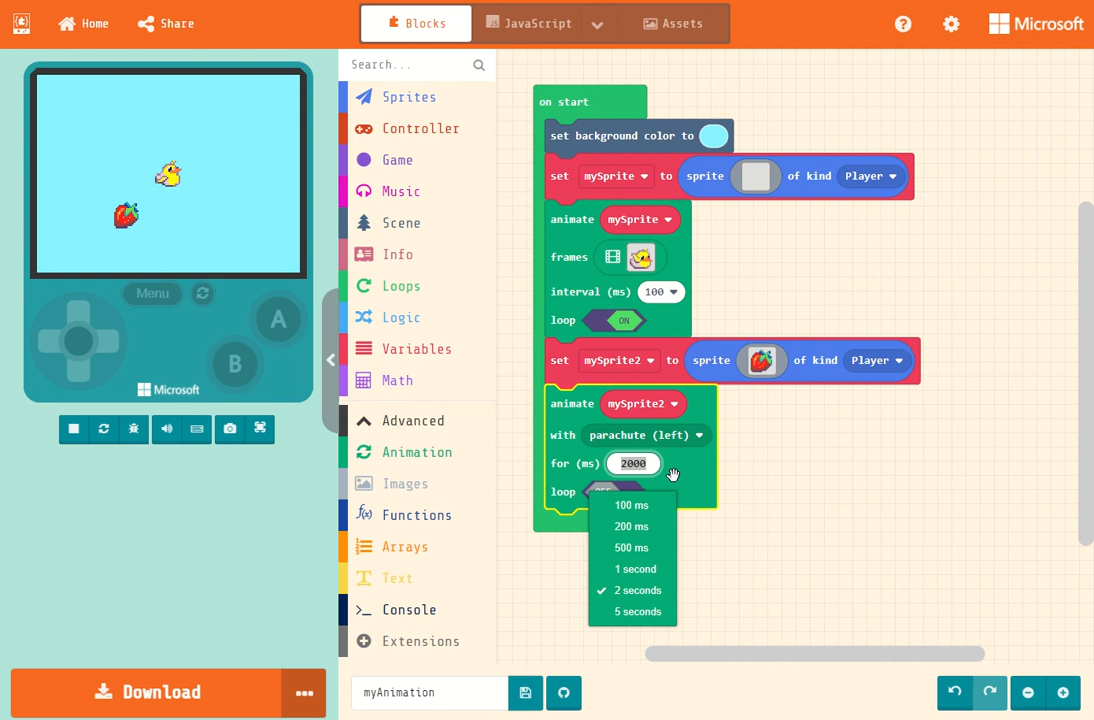 Home
Share
Blocks
JavaScript
Assets
Microsoft
Search...
Sprites
Controller
Game
Music
Scene
Info
Loops
Logic
Variables
Math
Advanced
Animation
Images
Functions
Arrays
Text
Console
Extensions
Menu
A
B
Microsoft
on start
set background color to
set mySprite to sprite of kind Player
animate mySprite
frames
interval (ms) 100
loop ON
set mySprite2 to sprite of kind Player
animate mySprite2
with parachute (left)
for (ms) 2000
loop OFF
100 ms
200 ms
500 ms
1 second
2 seconds
5 seconds
Download
myAnimation